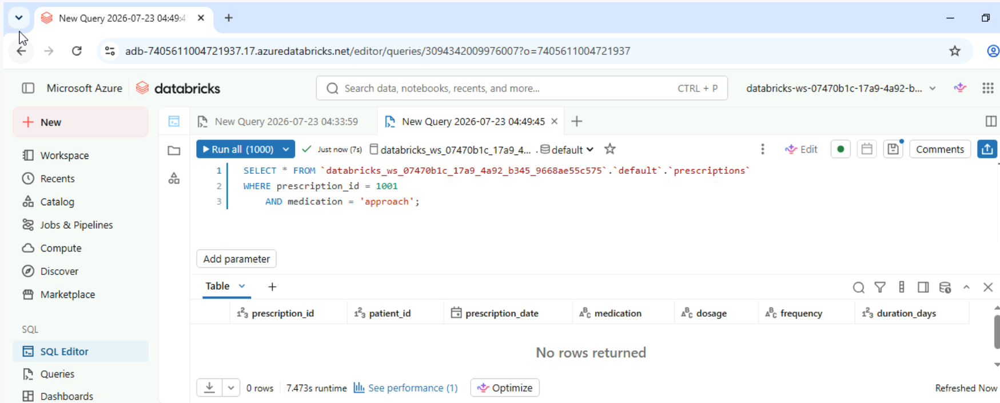 New Query 2026-07-23 04:49:4
adb-7405611004721937.17.azuredatabricks.net/editor/queries/3094342009976007?o=7405611004721937
Microsoft Azure databricks Search data, notebooks, recents, and more... CTRL + P databricks-ws-07470b1c-17a9-4a92-b...
New
Workspace
Recents
Catalog
Jobs & Pipelines
Compute
Discover
Marketplace
SQL
SQL Editor
Queries
Dashboards
New Query 2026-07-23 04:33:59 New Query 2026-07-23 04:49:45
Run all (1000) Just now (7s) databricks_ws_07470b1c_17a9_4... . default Edit Comments
1 SELECT * FROM `databricks_ws_07470b1c_17a9_4a92_b345_9668ae55c575`.`default`.`prescriptions`
2 WHERE prescription_id = 1001
3 AND medication = 'approach';
Add parameter
Table
prescription_id patient_id prescription_date medication dosage frequency duration_days
No rows returned
0 rows 7.473s runtime See performance (1) Optimize Refreshed Now